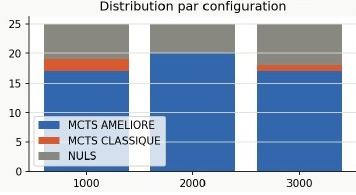 Distribution par configuration
25
20
15
10
5
0
MCTS AMELIORE
MCTS CLASSIQUE
NULS
1000
2000
3000